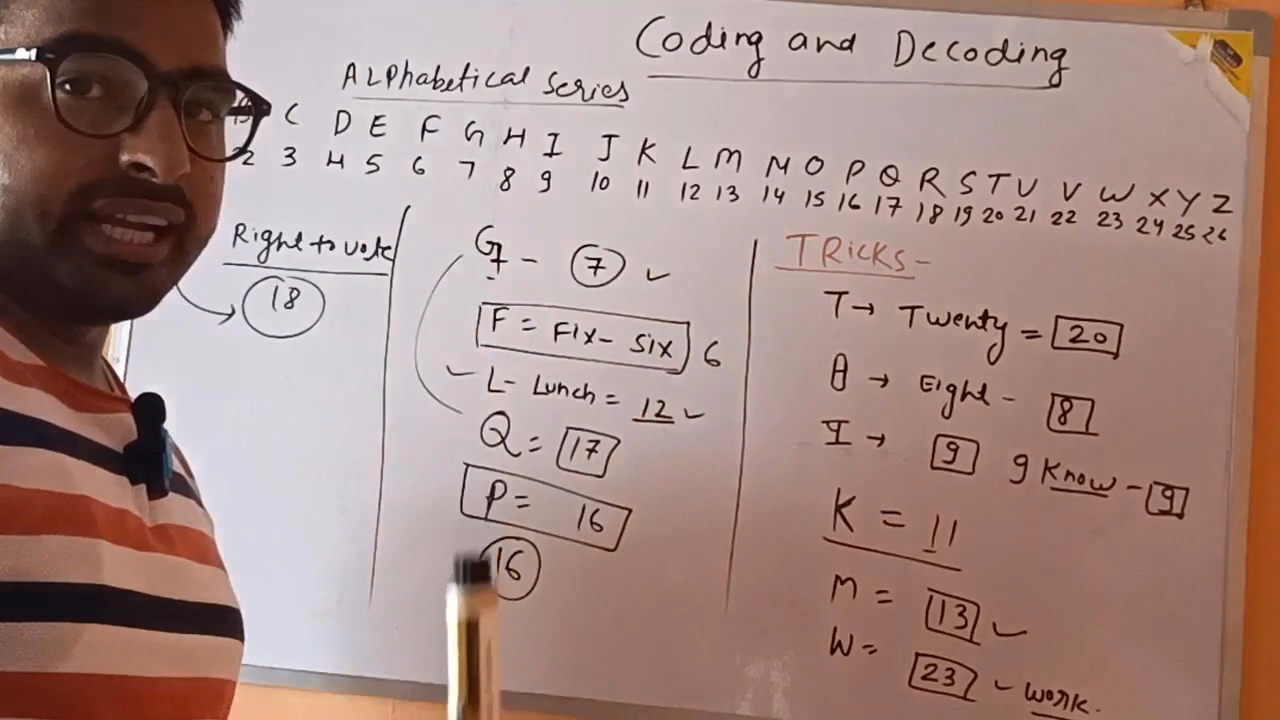 Coding and Decoding
ALPhabetical Series
C D E F G H I J K L M N O P Q R S T U V W X Y Z
2 3 4 5 6 7 8 9 10 11 12 13 14 15 16 17 18 19 20 21 22 23 24 25 26
Right to vote
18
G - 7 ✓
F = Fix - Six 6
✓ L - Lunch = 12 ✓
Q = 17
P = 16
16
TRicKS -
T → Twenty = 20
θ → Eight - 8
I → 9 9 Know - 9
K = 11
M = 13 ✓
W = 23 ✓ work.